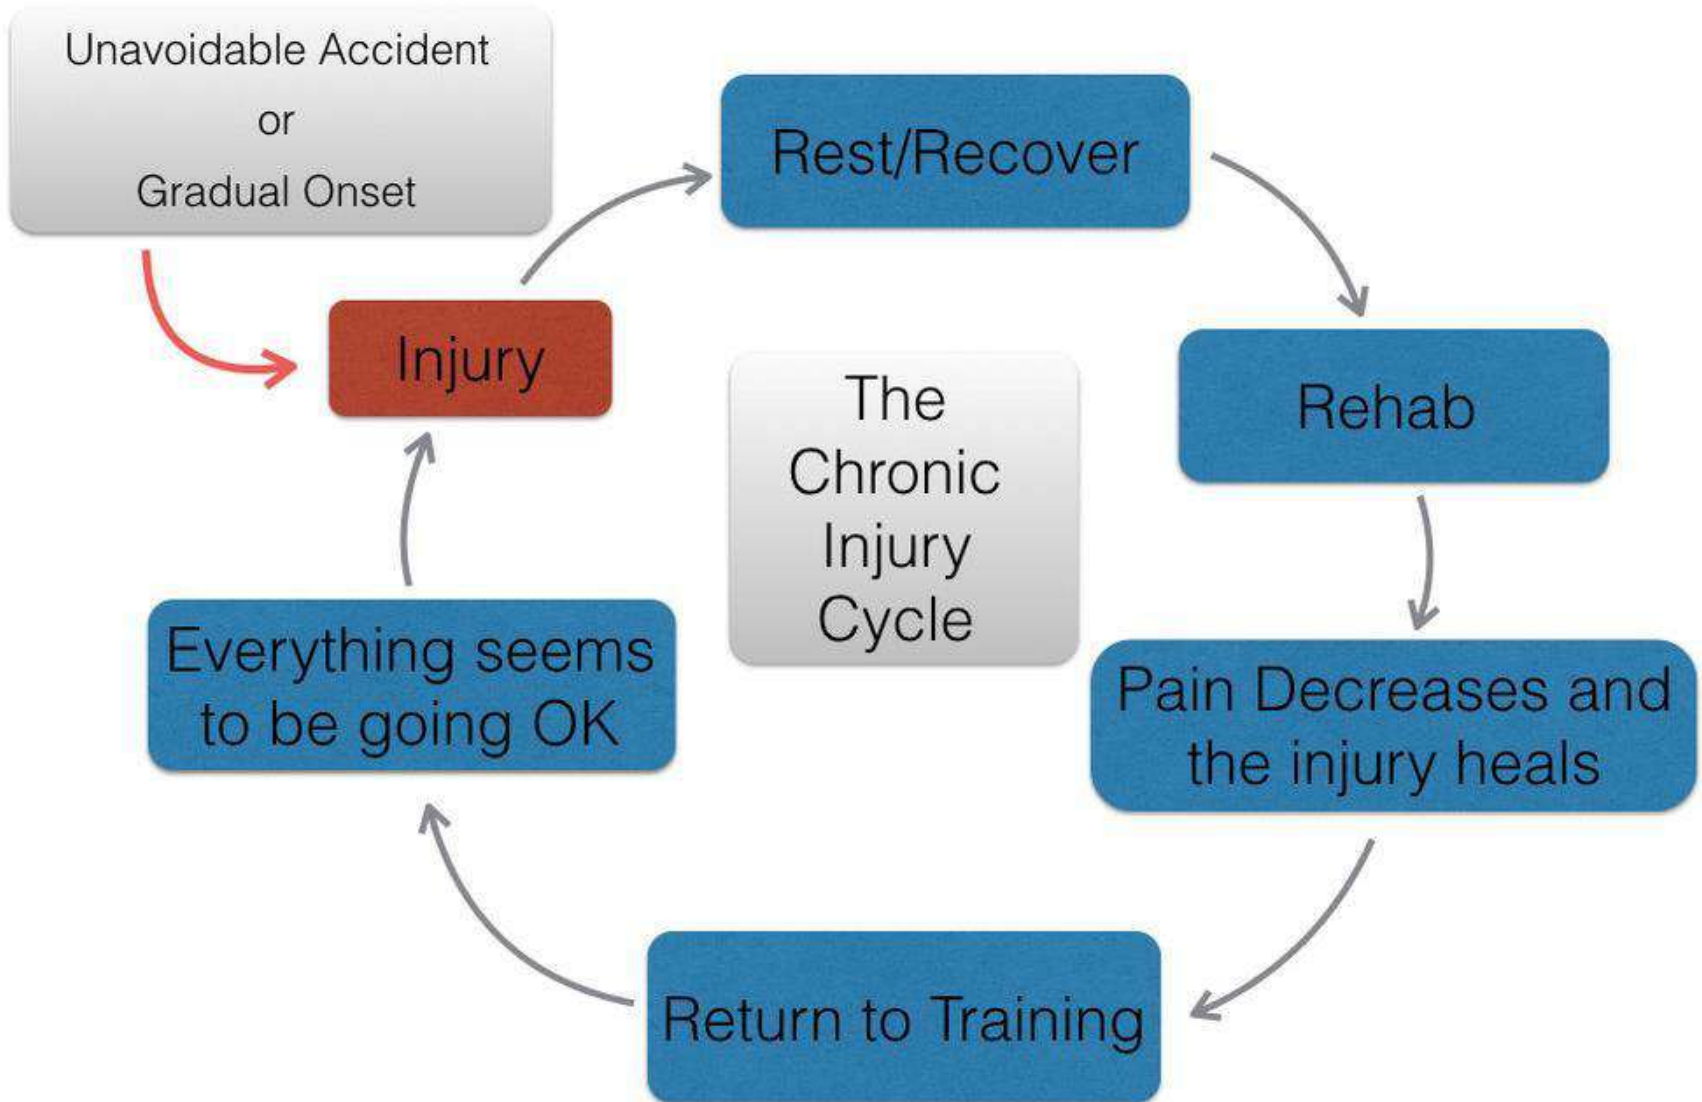 Unavoidable Accident
or
Gradual Onset
Rest/Recover
Injury
Rehab
The
Chronic
Injury
Cycle
Everything seems
to be going OK
Pain Decreases and
the injury heals
Return to Training